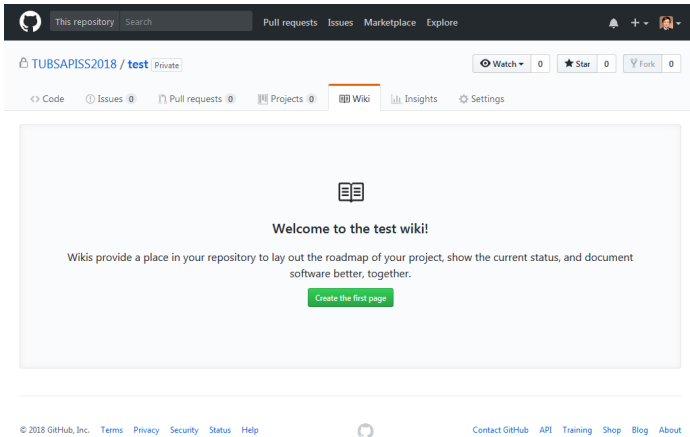 This repository Search Pull requests Issues Marketplace Explore
TUBSAPISS2018 / test Private Watch 0 Star 0 Fork 0
Code Issues 0 Pull requests 0 Projects 0 Wiki Insights Settings
Welcome to the test wiki!
Wikis provide a place in your repository to lay out the roadmap of your project, show the current status, and document
software better, together.
Create the first page
© 2018 GitHub, Inc. Terms Privacy Security Status Help Contact GitHub API Training Shop Blog About